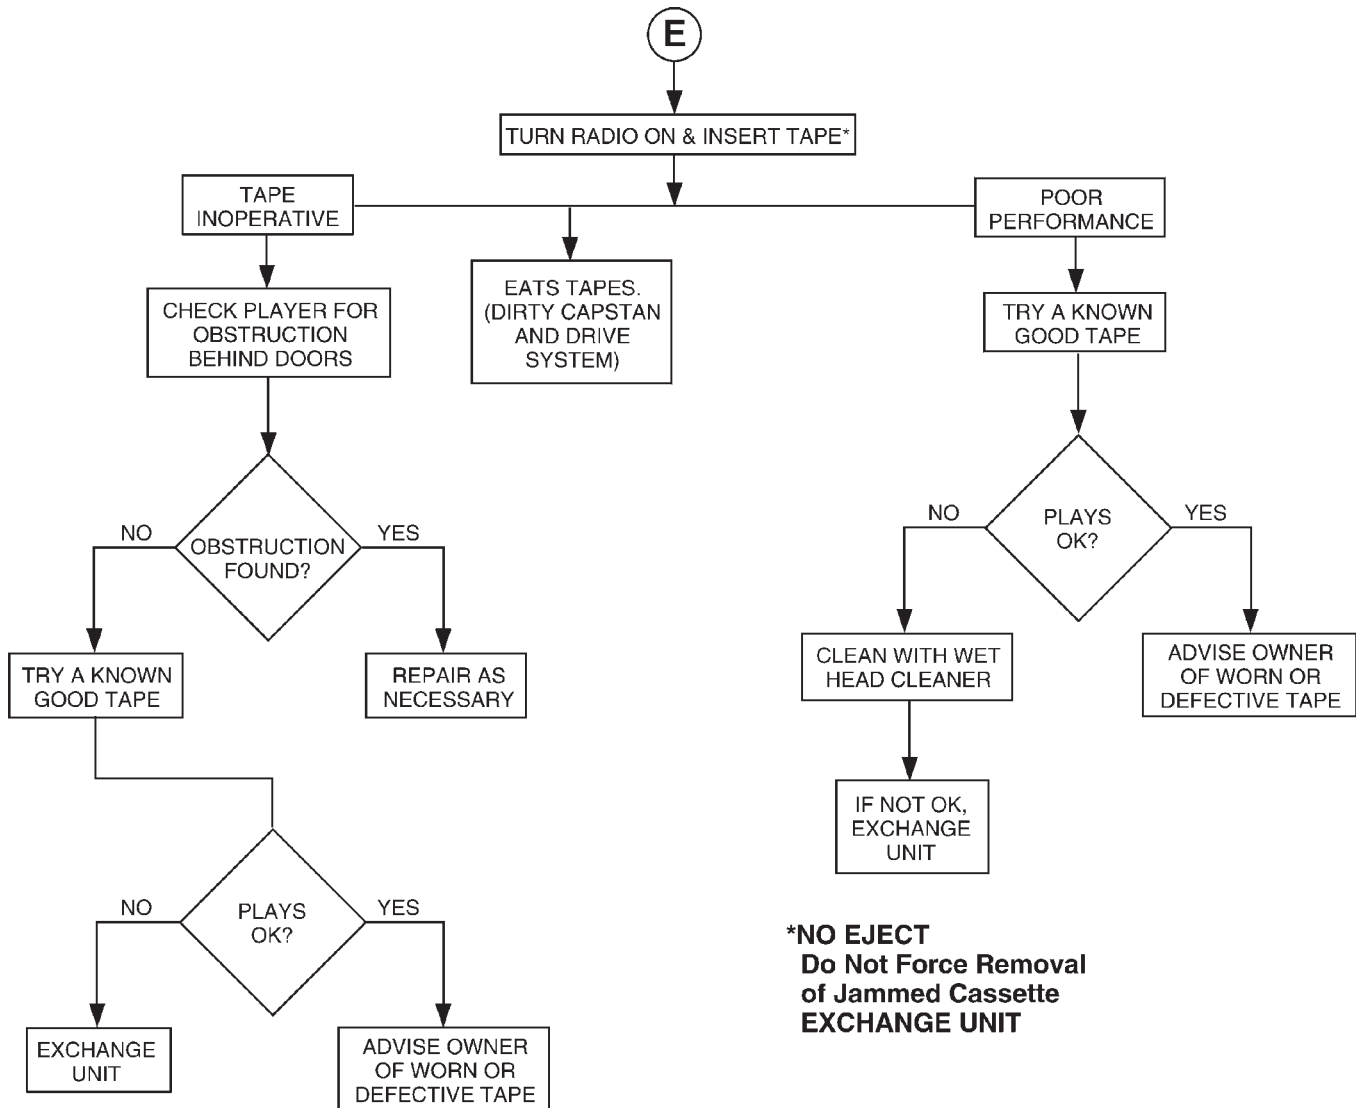 E
TURN RADIO ON & INSERT TAPE*
TAPE
INOPERATIVE
POOR
PERFORMANCE
EATS TAPES.
(DIRTY CAPSTAN
AND DRIVE
SYSTEM)
CHECK PLAYER FOR
OBSTRUCTION
BEHIND DOORS
TRY A KNOWN
GOOD TAPE
NO
OBSTRUCTION
FOUND?
YES
NO
PLAYS
OK?
YES
TRY A KNOWN
GOOD TAPE
REPAIR AS
NECESSARY
CLEAN WITH WET
HEAD CLEANER
ADVISE OWNER
OF WORN OR
DEFECTIVE TAPE
IF NOT OK,
EXCHANGE
UNIT
NO
PLAYS
OK?
YES
EXCHANGE
UNIT
ADVISE OWNER
OF WORN OR
DEFECTIVE TAPE
*NO EJECT
Do Not Force Removal
of Jammed Cassette
EXCHANGE UNIT